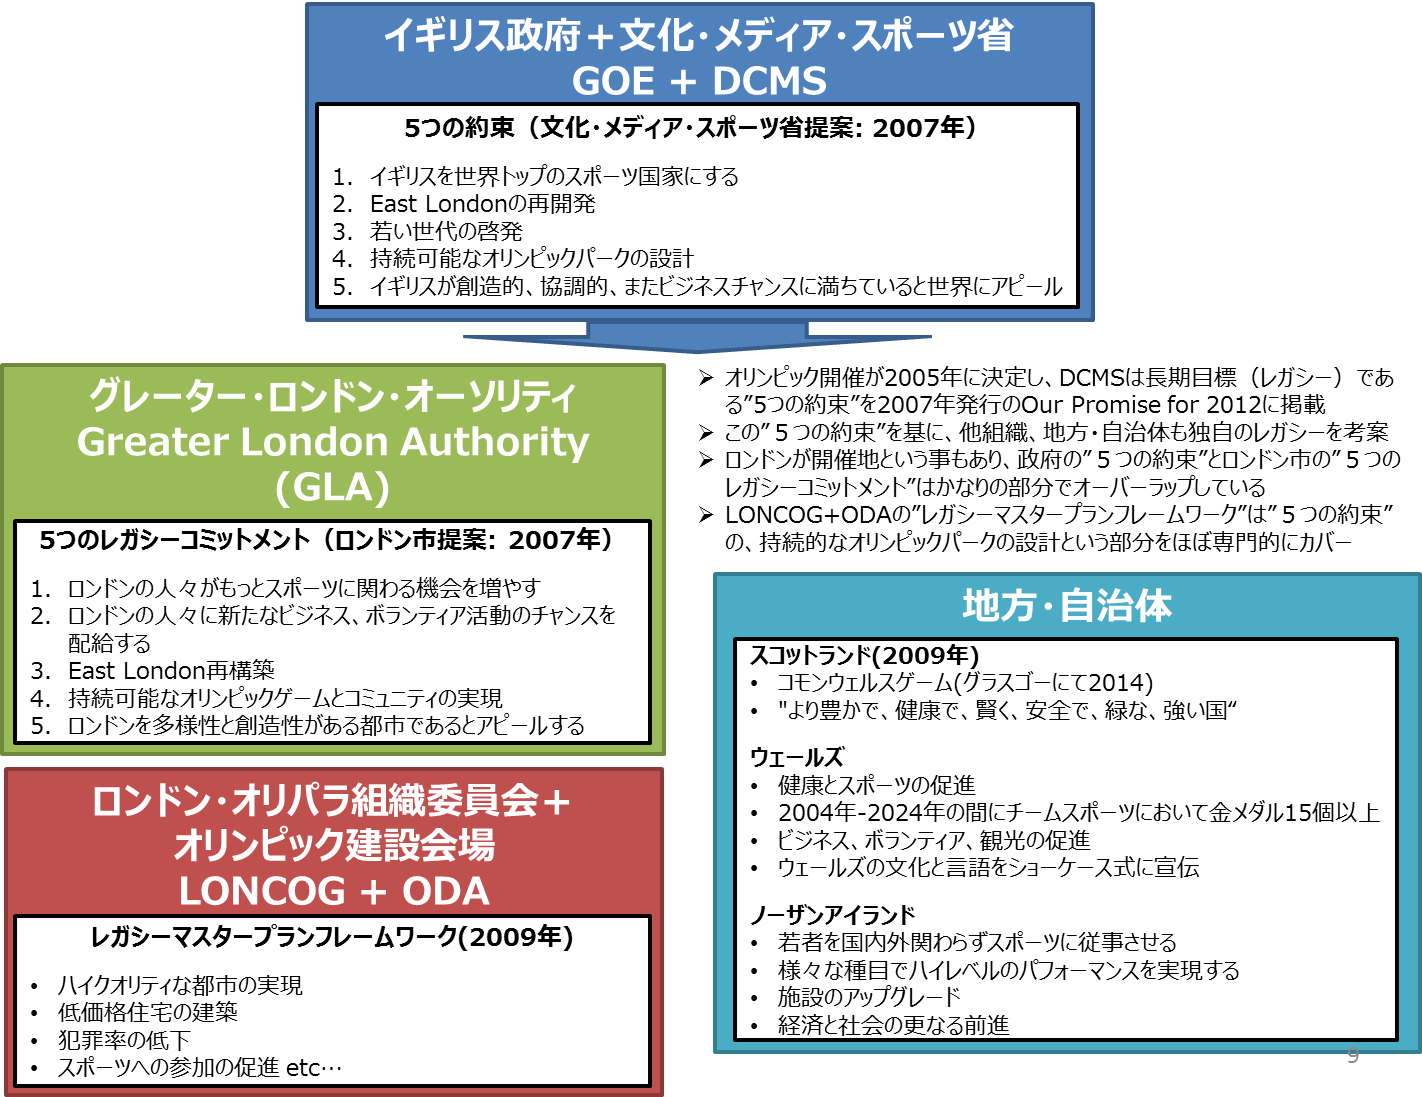 イギリス政府＋文化・メディア・スポーツ省
GOE + DCMS
5つの約束（文化・メディア・スポーツ省提案: 2007年）
1. イギリスを世界トップのスポーツ国家にする
2. East Londonの再開発
3. 若い世代の啓発
4. 持続可能なオリンピックパークの設計
5. イギリスが創造的、協調的、またビジネスチャンスに満ちていると世界にアピール
グレーター・ロンドン・オーソリティ
Greater London Authority
(GLA)
5つのレガシーコミットメント（ロンドン市提案: 2007年）
1. ロンドンの人々がもっとスポーツに関わる機会を増やす
2. ロンドンの人々に新たなビジネス、ボランティア活動のチャンスを
配給する
3. East London再構築
4. 持続可能なオリンピックゲームとコミュニティの実現
5. ロンドンを多様性と創造性がある都市であるとアピールする
ロンドン・オリパラ組織委員会＋
オリンピック建設会場
LONCOG + ODA
レガシーマスタープランフレームワーク(2009年)
• ハイクオリティな都市の実現
• 低価格住宅の建築
• 犯罪率の低下
• スポーツへの参加の促進 etc…
➢ オリンピック開催が2005年に決定し、DCMSは長期目標（レガシー）であ
る”5つの約束”を2007年発行のOur Promise for 2012に掲載
➢ この”５つの約束”を基に、他組織、地方・自治体も独自のレガシーを考案
➢ ロンドンが開催地という事もあり、政府の”５つの約束”とロンドン市の”５つの
レガシーコミットメント”はかなりの部分でオーバーラップしている
➢ LONCOG+ODAの”レガシーマスタープランフレームワーク”は”５つの約束”
の、持続的なオリンピックパークの設計という部分をほぼ専門的にカバー
地方・自治体
スコットランド(2009年)
• コモンウェルスゲーム(グラスゴーにて2014)
• "より豊かで、健康で、賢く、安全で、緑な、強い国“
ウェールズ
• 健康とスポーツの促進
• 2004年-2024年の間にチームスポーツにおいて金メダル15個以上
• ビジネス、ボランティア、観光の促進
• ウェールズの文化と言語をショーケース式に宣伝
ノーザンアイランド
• 若者を国内外関わらずスポーツに従事させる
• 様々な種目でハイレベルのパフォーマンスを実現する
• 施設のアップグレード
• 経済と社会の更なる前進
9